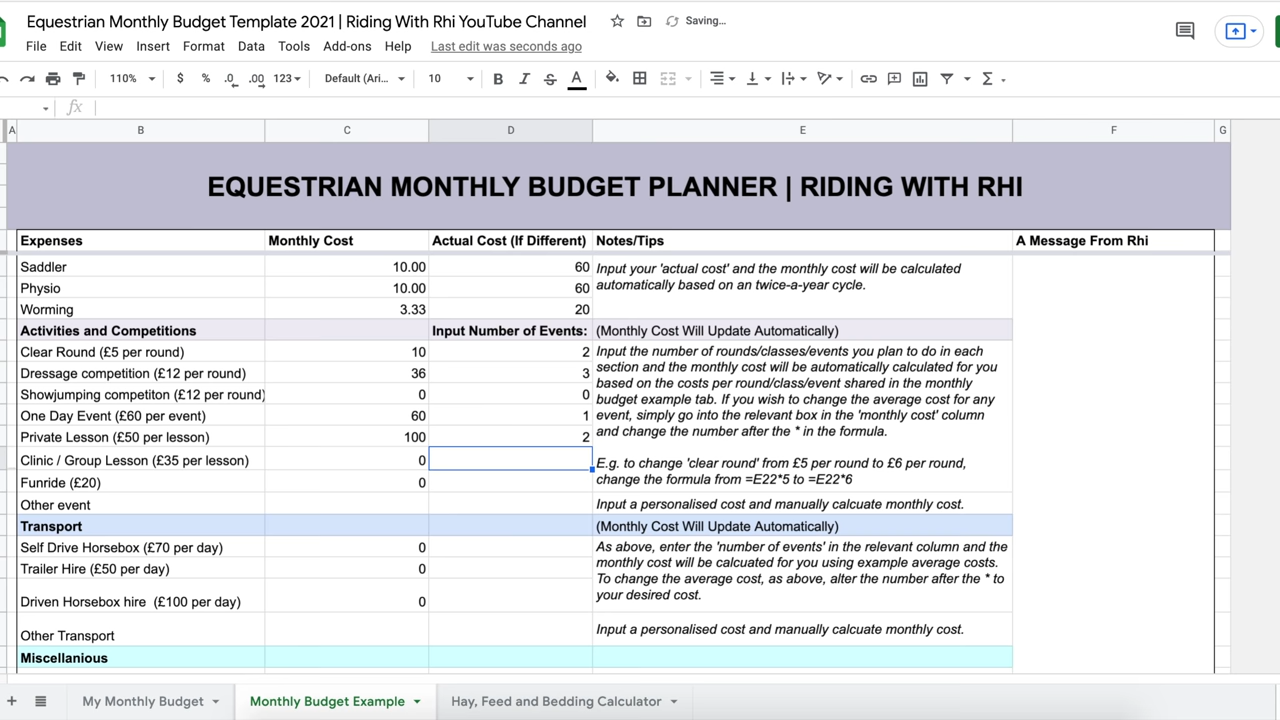 Equestrian Monthly Budget Template 2021 | Riding With Rhi YouTube Channel Saving...
File Edit View Insert Format Data Tools Add-ons Help Last edit was seconds ago
110% $ % .0 .00 123 Default (Ari... 10 B I S A Σ
fx
A B C D E F G
EQUESTRIAN MONTHLY BUDGET PLANNER | RIDING WITH RHI
Expenses Monthly Cost Actual Cost (If Different) Notes/Tips A Message From Rhi
Saddler 10.00 60 Input your 'actual cost' and the monthly cost will be calculated
Physio 10.00 60 automatically based on an twice-a-year cycle.
Worming 3.33 20
Activities and Competitions Input Number of Events: (Monthly Cost Will Update Automatically)
Clear Round (£5 per round) 10 2 Input the number of rounds/classes/events you plan to do in each
Dressage competition (£12 per round) 36 3 section and the monthly cost will be automatically calculated for you
based on the costs per round/class/event shared in the monthly
Showjumping competiton (£12 per round) 0 0 budget example tab. If you wish to change the average cost for any
One Day Event (£60 per event) 60 1 event, simply go into the relevant box in the 'monthly cost' column
Private Lesson (£50 per lesson) 100 2 and change the number after the * in the formula.
Clinic / Group Lesson (£35 per lesson) 0 E.g. to change 'clear round' from £5 per round to £6 per round,
Funride (£20) 0 change the formula from =E22*5 to =E22*6
Other event Input a personalised cost and manually calcuate monthly cost.
Transport (Monthly Cost Will Update Automatically)
Self Drive Horsebox (£70 per day) 0 As above, enter the 'number of events' in the relevant column and the
Trailer Hire (£50 per day) 0 monthly cost will be calcuated for you using example average costs.
To change the average cost, as above, alter the number after the * to
Driven Horsebox hire (£100 per day) 0 your desired cost.
Other Transport Input a personalised cost and manually calcuate monthly cost.
Miscellanious
+ My Monthly Budget Monthly Budget Example Hay, Feed and Bedding Calculator